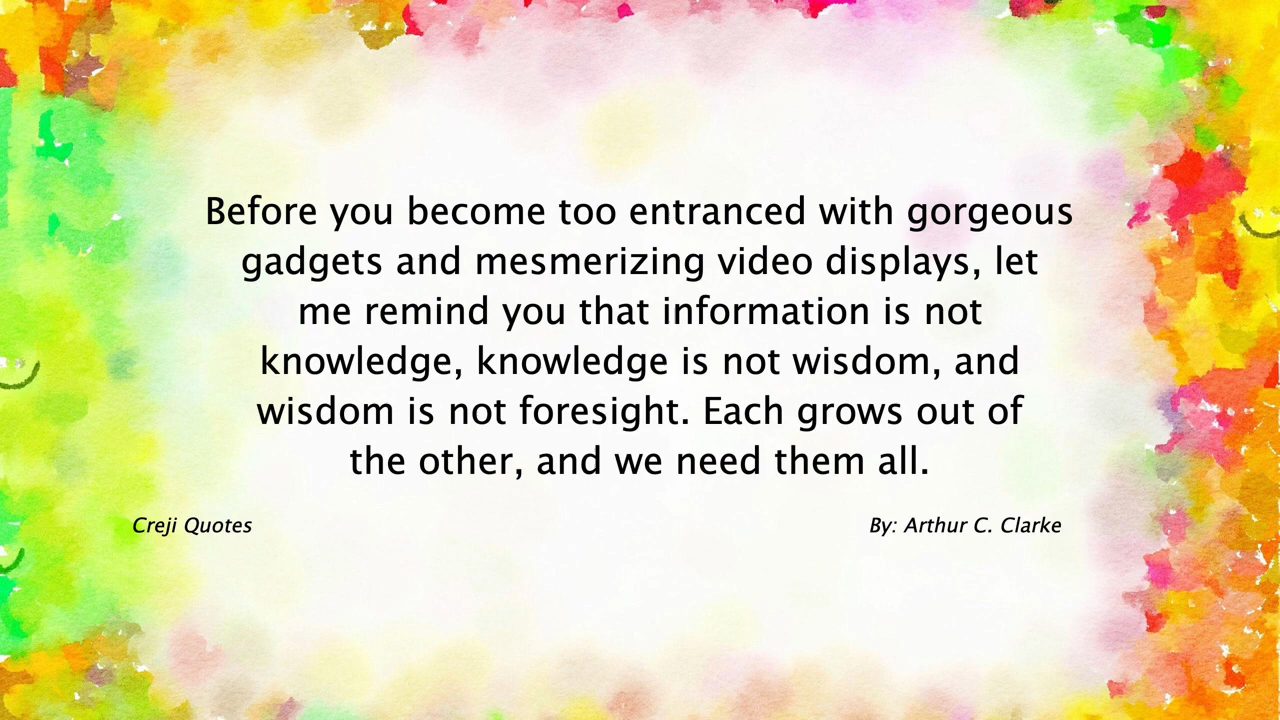 Before you become too entranced with gorgeous
gadgets and mesmerizing video displays, let
me remind you that information is not
knowledge, knowledge is not wisdom, and
wisdom is not foresight. Each grows out of
the other, and we need them all.
Creji Quotes
By: Arthur C. Clarke